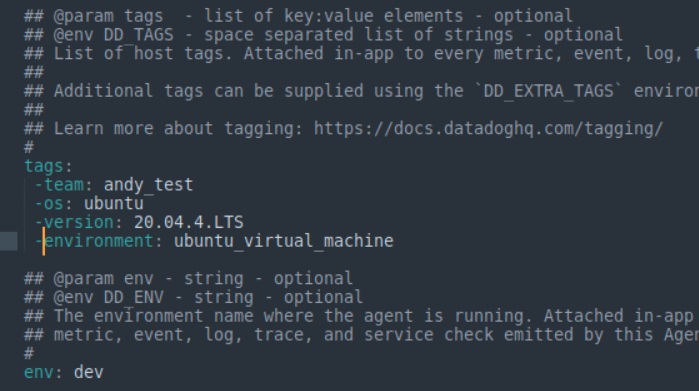 ## @param tags  - list of key:value elements - optional
## @env DD_TAGS - space separated list of strings - optional
## List of host tags. Attached in-app to every metric, event, log,
##
## Additional tags can be supplied using the `DD_EXTRA_TAGS` environ
##
## Learn more about tagging: https://docs.datadoghq.com/tagging/
#
tags:
-team: andy_test
-os: ubuntu
-version: 20.04.4.LTS
-environment: ubuntu_virtual_machine
## @param env - string - optional
## @env DD_ENV - string - optional
## The environment name where the agent is running. Attached in-app
## metric, event, log, trace, and service check emitted by this Agen
#
env: dev